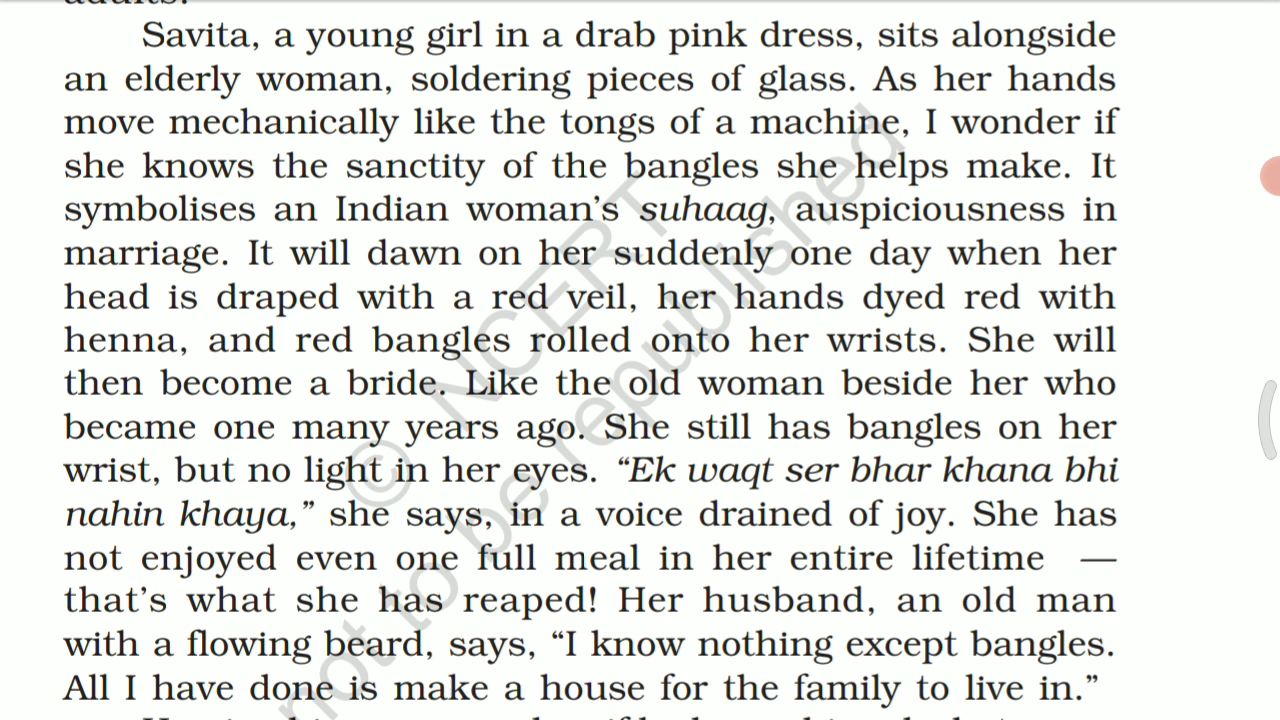 Savita, a young girl in a drab pink dress, sits alongside
an elderly woman, soldering pieces of glass. As her hands
move mechanically like the tongs of a machine, I wonder if
she knows the sanctity of the bangles she helps make. It
symbolises an Indian woman’s suhaag, auspiciousness in
marriage. It will dawn on her suddenly one day when her
head is draped with a red veil, her hands dyed red with
henna, and red bangles rolled onto her wrists. She will
then become a bride. Like the old woman beside her who
became one many years ago. She still has bangles on her
wrist, but no light in her eyes. “Ek waqt ser bhar khana bhi
nahin khaya,” she says, in a voice drained of joy. She has
not enjoyed even one full meal in her entire lifetime —
that’s what she has reaped! Her husband, an old man
with a flowing beard, says, “I know nothing except bangles.
All I have done is make a house for the family to live in.”
© NCERT
not to be republished